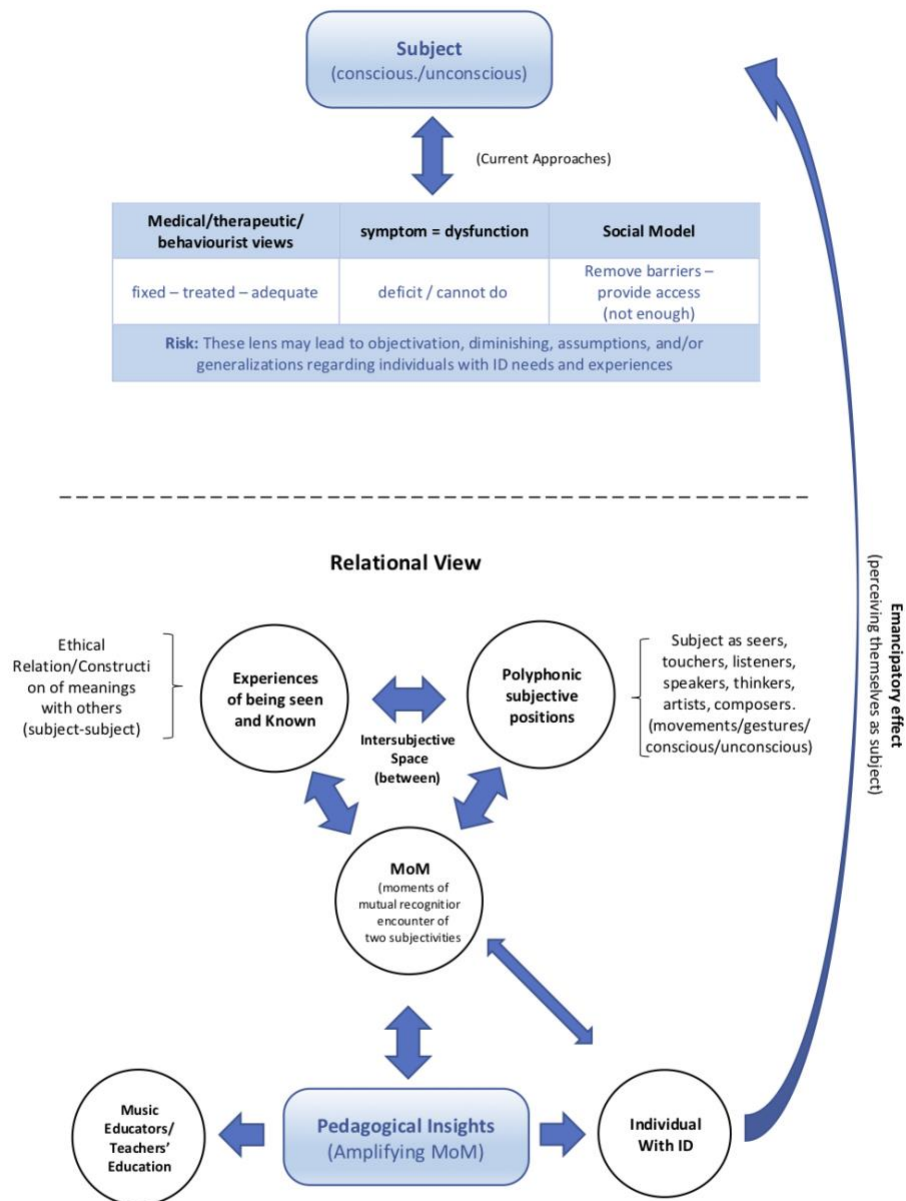 Subject
(conscious./unconscious)
(Current Approaches)
Medical/therapeutic/
behaviourist views
symptom = dysfunction
Social Model
fixed – treated – adequate
deficit / cannot do
Remove barriers –
provide access
(not enough)
Risk: These lens may lead to objectivation, diminishing, assumptions, and/or
generalizations regarding individuals with ID needs and experiences
Relational View
Ethical
Relation/Constructi
on of meanings
with others
(subject-subject)
Experiences
of being seen
and Known
Intersubjective
Space
(between)
Polyphonic
subjective
positions
Subject as seers,
touchers, listeners,
speakers, thinkers,
artists, composers.
(movements/gestures/
conscious/unconscious)
Emancipatory effect
(perceiving themselves as subject)
MoM
(moments of
mutual recognitior
encounter of
two subjectivities
Music
Educators/
Teachers'
Education
Pedagogical Insights
(Amplifying MoM)
Individual
With ID